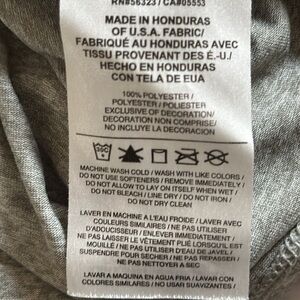 RN#56323 / CA#05553
MADE IN HONDURAS
OF U.S.A. FABRIC/
FABRIQUÉ AU HONDURAS AVEC
TISSU PROVENANT DES É.-U./
HECHO EN HONDURAS
CON TELA DE EUA
100% POLYESTER /
POLYESTER / POLIESTER
EXCLUSIVE OF DECORATION/
DÉCORATION NON COMPRISE/
NO INCLUYE LA DECORACION
MACHINE WASH COLD / WASH WITH LIKE COLORS /
DO NOT USE SOFTENERS / REMOVE IMMEDIATELY /
DO NOT ALLOW TO LAY ON ITSELF WHEN WET /
DO NOT BLEACH / LINE DRY / DO NOT IRON /
DO NOT DRY CLEAN
LAVER EN MACHINE À L'EAU FROIDE / LAVER AVEC
COULEURS SIMILAIRES / NE PAS UTILISER
D'ADOUCISSANT / ENLEVER IMMÉDIATEMENT /
NE PAS LAISSER LE VÊTEMENT PLIÉ LORSQU'IL EST
MOUILLÉ / NE PAS UTILISER D'EAU DE JAVEL /
SUSPENDRE POUR SÉCHER / NE PAS REPASSER /
NE PAS NETTOYER À SEC
LAVAR A MAQUINA EN AGUA FRIA / LAVAR
CON COLORES SIMILARES / NO USAR